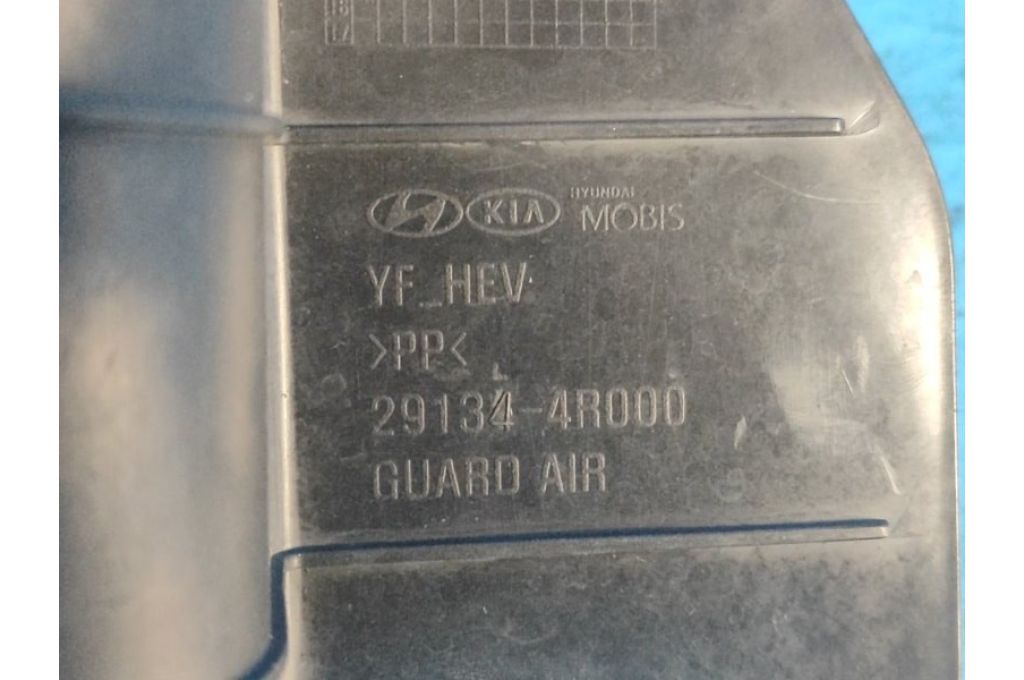 KIA HYUNDAI MOBIS
YF_HEV
>PP<
29134-4R000
GUARD AIR